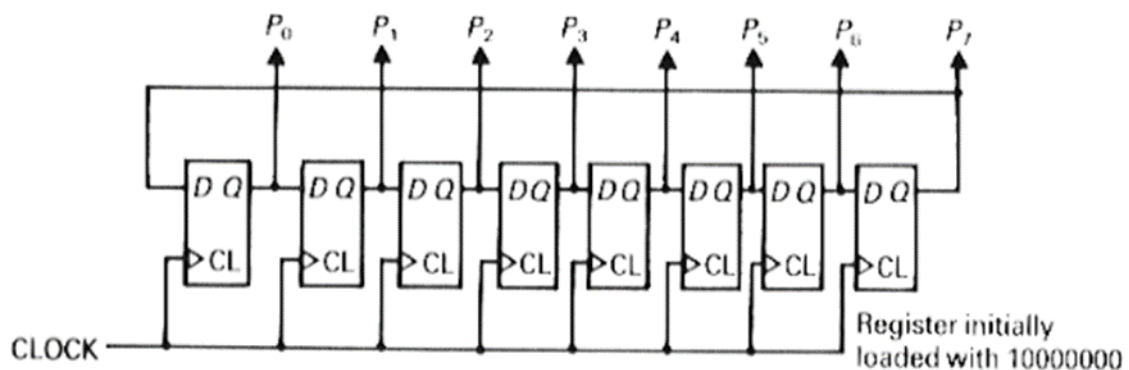 P0 P1 P2 P3 P4 P5 P6 P7
D Q D Q D Q D Q D Q D Q D Q D Q
CL CL CL CL CL CL CL CL
CLOCK
Register initially
loaded with 10000000